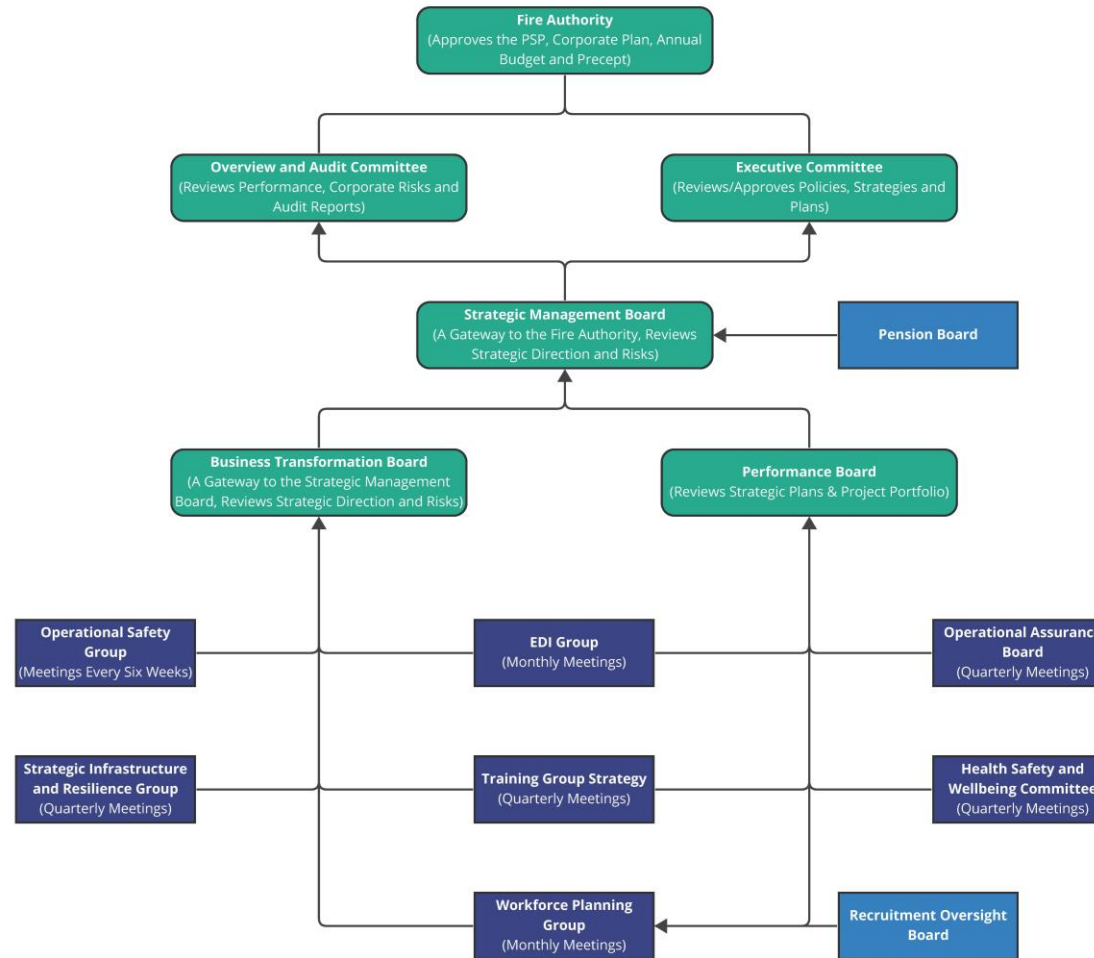 Fire Authority
(Approves the PSP, Corporate Plan, Annual
Budget and Precept)
Overview and Audit Committee
(Reviews Performance, Corporate Risks and
Audit Reports)
Executive Committee
(Reviews/Approves Policies, Strategies and
Plans)
Strategic Management Board
(A Gateway to the Fire Authority, Reviews
Strategic Direction and Risks)
Pension Board
Business Transformation Board
(A Gateway to the Strategic Management
Board, Reviews Strategic Direction and Risks)
Performance Board
(Reviews Strategic Plans & Project Portfolio)
Operational Safety
Group
(Meetings Every Six Weeks)
EDI Group
(Monthly Meetings)
Operational Assurance
Board
(Quarterly Meetings)
Strategic Infrastructure
and Resilience Group
(Quarterly Meetings)
Training Group Strategy
(Quarterly Meetings)
Health Safety and
Wellbeing Committee
(Quarterly Meetings)
Workforce Planning
Group
(Monthly Meetings)
Recruitment Oversight
Board